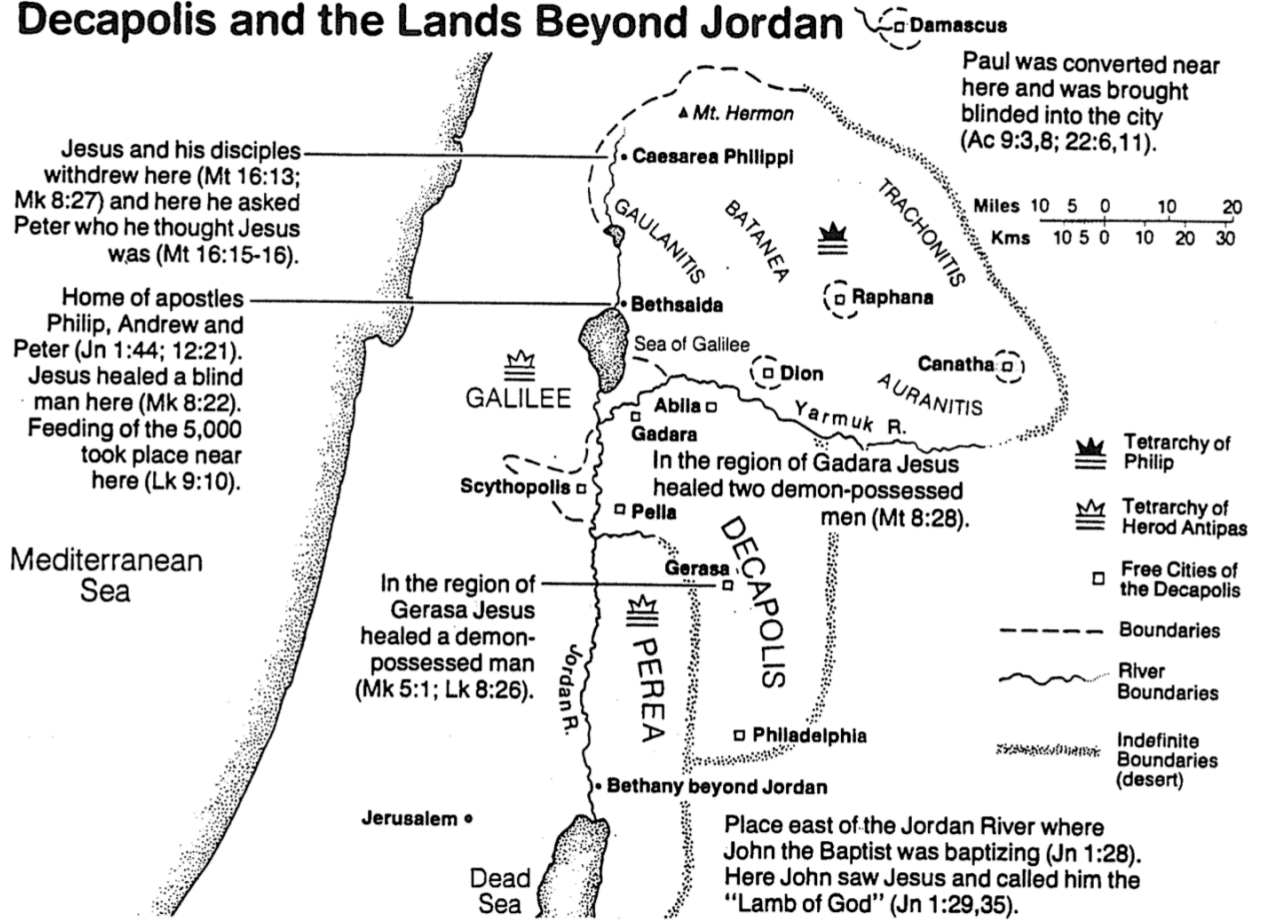 Decapolis and the Lands Beyond Jordan
Damascus
Paul was converted near
here and was brought
blinded into the city
(Ac 9:3,8; 22:6,11).
Mt. Hermon
Jesus and his disciples
withdrew here (Mt 16:13;
Mk 8:27) and here he asked
Peter who he thought Jesus
was (Mt 16:15-16).
Caesarea Philippi
GAULANITIS
BATANEA
TRACHONITIS
Miles 10 5 0 10 20
Kms 10 5 0 10 20 30
Home of apostles
Philip, Andrew and
Peter (Jn 1:44; 12:21).
Jesus healed a blind
man here (Mk 8:22).
Feeding of the 5,000
took place near
here (Lk 9:10).
Bethsaida
Raphana
Sea of Galilee
Dion
Canatha
AURANITIS
GALILEE
Abila
Yarmuk R.
Gadara
In the region of Gadara Jesus
healed two demon-possessed
men (Mt 8:28).
Scythopolis
Pella
DECAPOLIS
Tetrarchy of
Philip
Tetrarchy of
Herod Antipas
Free Cities of
the Decapolis
Boundaries
River
Boundaries
Indefinite
Boundaries
(desert)
Mediterranean
Sea
Gerasa
In the region of
Gerasa Jesus
healed a demon-
possessed man
(Mk 5:1; Lk 8:26).
Jordan R.
PEREA
Philadelphia
Bethany beyond Jordan
Jerusalem
Dead
Sea
Place east of the Jordan River where
John the Baptist was baptizing (Jn 1:28).
Here John saw Jesus and called him the
“Lamb of God” (Jn 1:29,35).